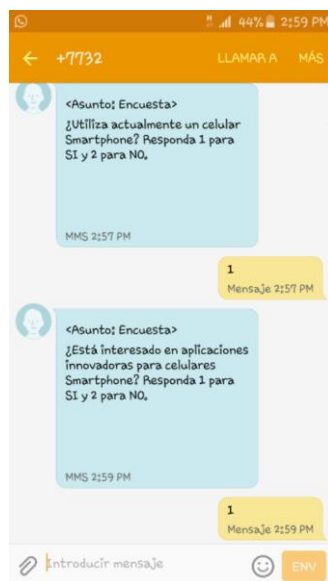 44% 2:59 PM
+7732 LLAMAR A MÁS
<Asunto: Encuesta>
¿Utiliza actualmente un celular
Smartphone? Responda 1 para
SI y 2 para NO.
MMS 2:57 PM
1
Mensaje 2:57 PM
<Asunto: Encuesta>
¿Está interesado en aplicaciones
innovadoras para celulares
Smartphone? Responda 1 para
SI y 2 para NO.
MMS 2:59 PM
1
Mensaje 2:59 PM
Introducir mensaje ENV